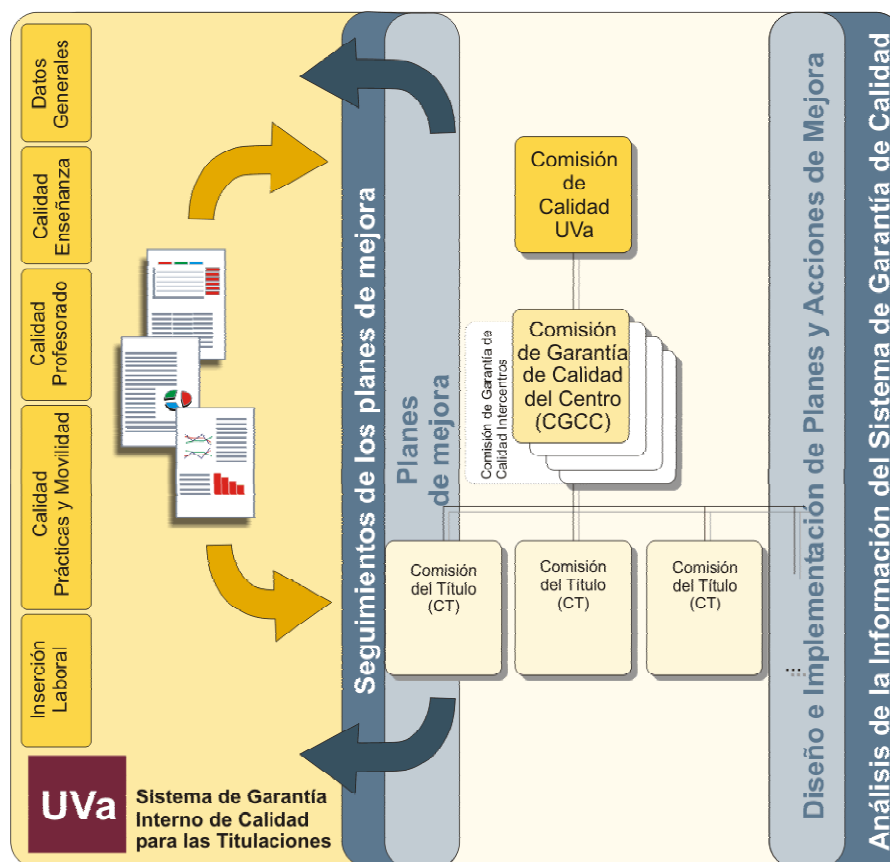 Datos
Generales
Calidad
Enseñanza
Calidad
Profesorado
Calidad
Prácticas y Movilidad
Inserción
Laboral
UVa
Sistema de Garantía
Interno de Calidad
para las Titulaciones
Seguimientos de los planes de mejora
Planes
de mejora
Comisión
de
Calidad
UVa
Comisión de Garantía de
Calidad Intercentros
Comisión
de Garantía
de Calidad
del Centro
(CGCC)
Comisión
del Título
(CT)
Comisión
del Título
(CT)
Comisión
del Título
(CT)
...
Diseño e Implementación de Planes y Acciones de Mejora
Análisis de la Información del Sistema de Garantía de Calidad